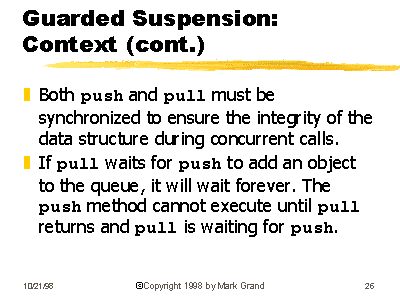 Guarded Suspension:
Context (cont.)
Both push and pull must be
synchronized to ensure the integrity of the
data structure during concurrent calls.
If pull waits for push to add an object
to the queue, it will wait forever. The
push method cannot execute until pull
returns and pull is waiting for push.
10/21/98 ©Copyright 1998 by Mark Grand 26